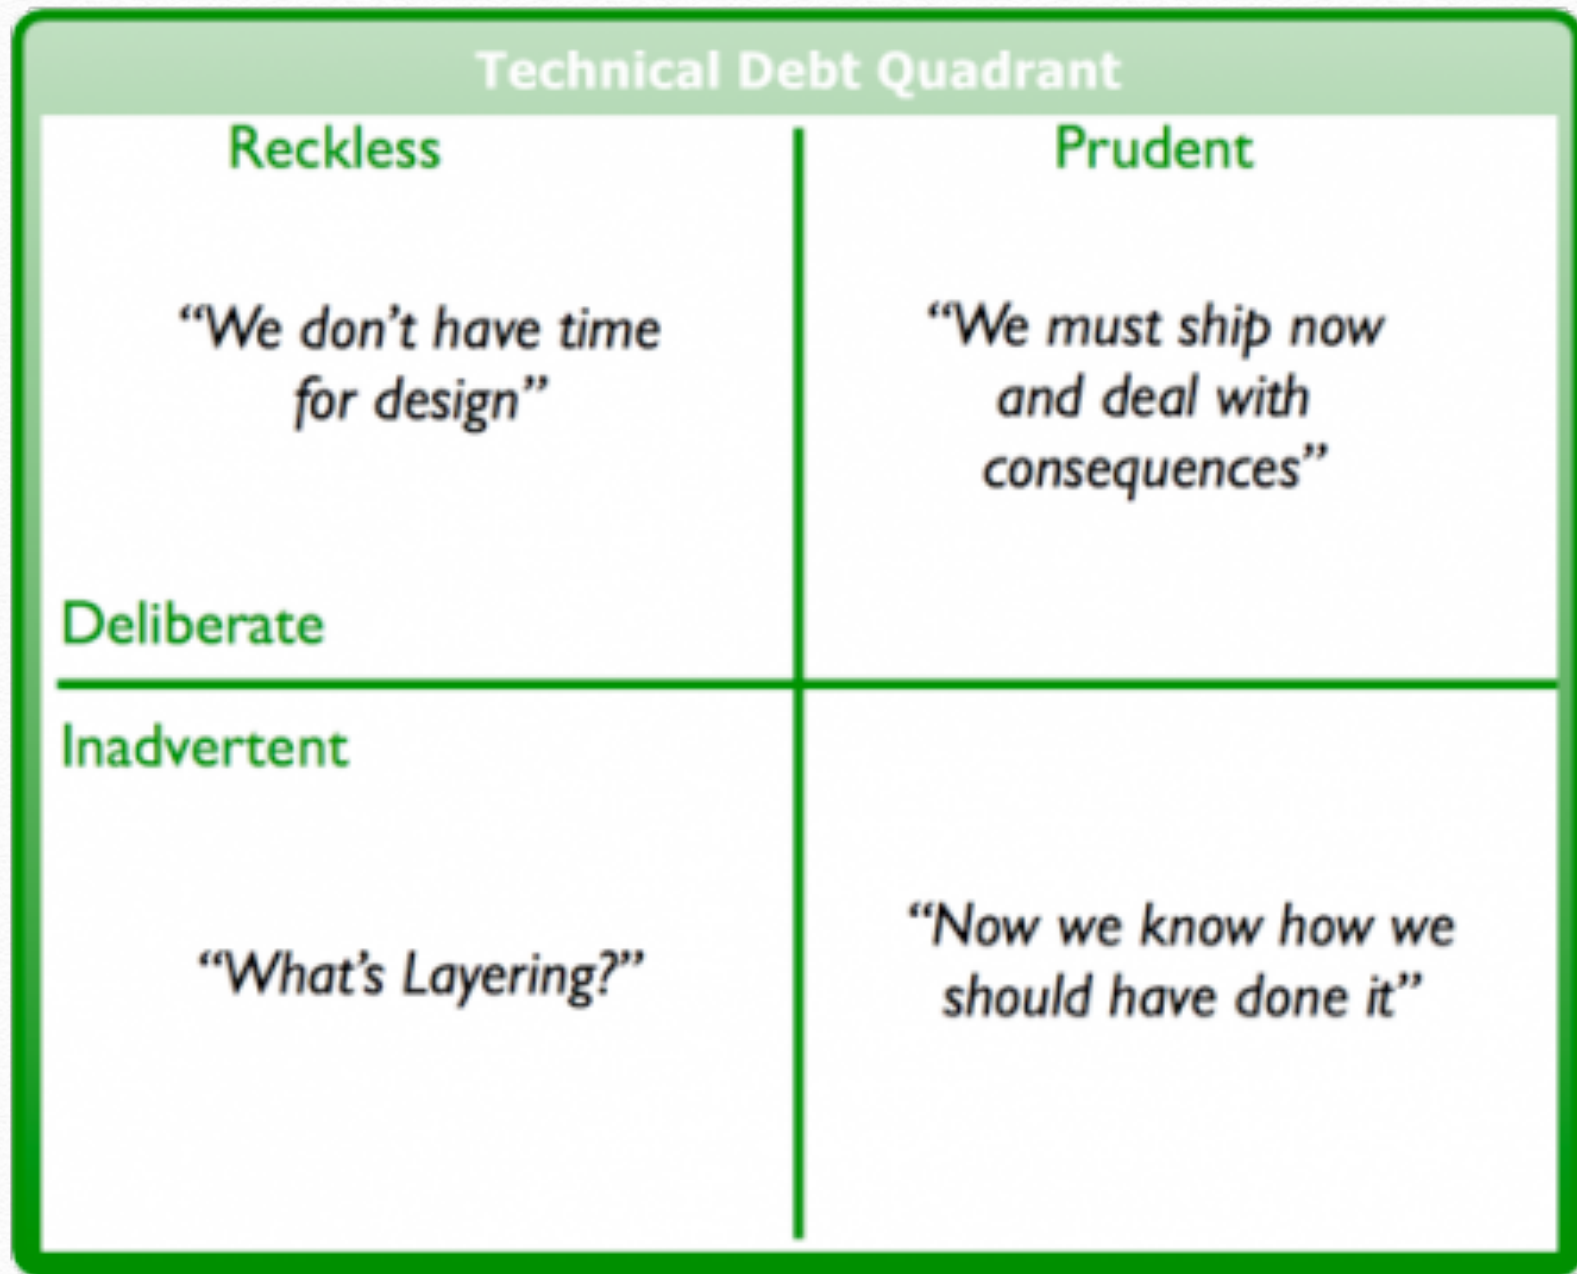 Technical Debt Quadrant
Reckless
Prudent
“We don’t have time
for design”
“We must ship now
and deal with
consequences”
Deliberate
Inadvertent
“What’s Layering?”
“Now we know how we
should have done it”